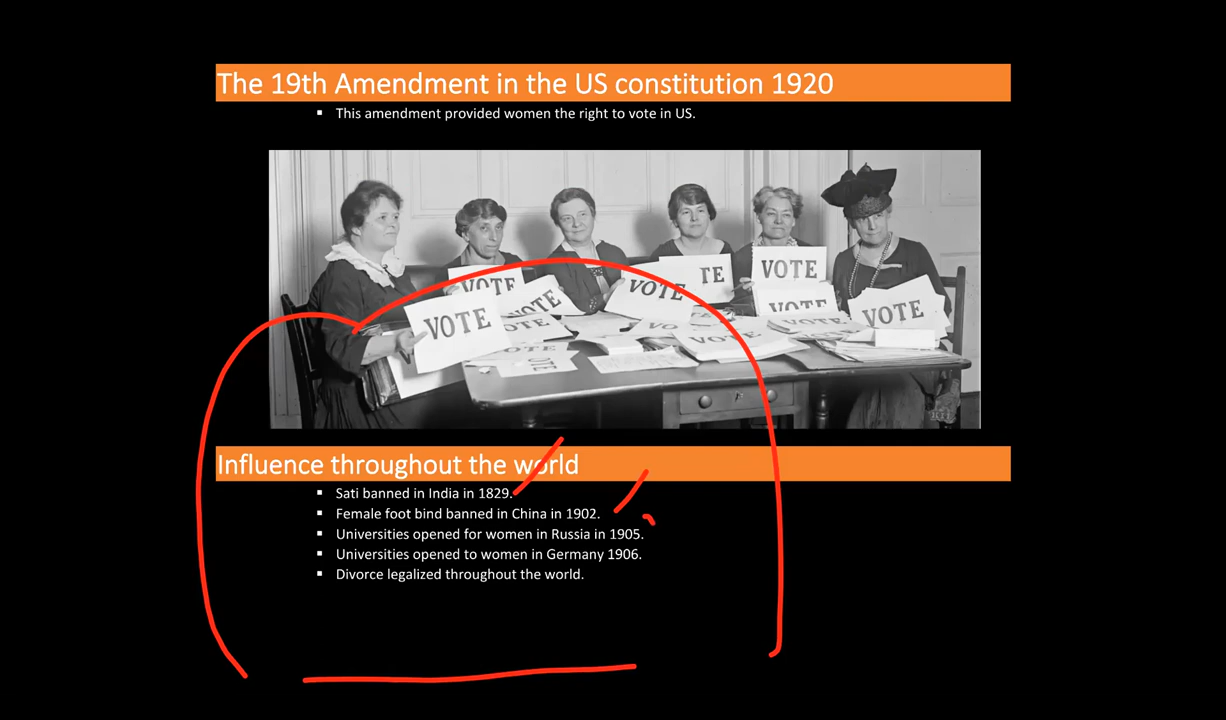 The 19th Amendment in the US constitution 1920
▪ This amendment provided women the right to vote in US.
VOTE
VOTE
VOTE
VOTE
TE
VOTE
VOTE
VOTE
Influence throughout the world
▪ Sati banned in India in 1829.
▪ Female foot bind banned in China in 1902.
▪ Universities opened for women in Russia in 1905.
▪ Universities opened to women in Germany 1906.
▪ Divorce legalized throughout the world.